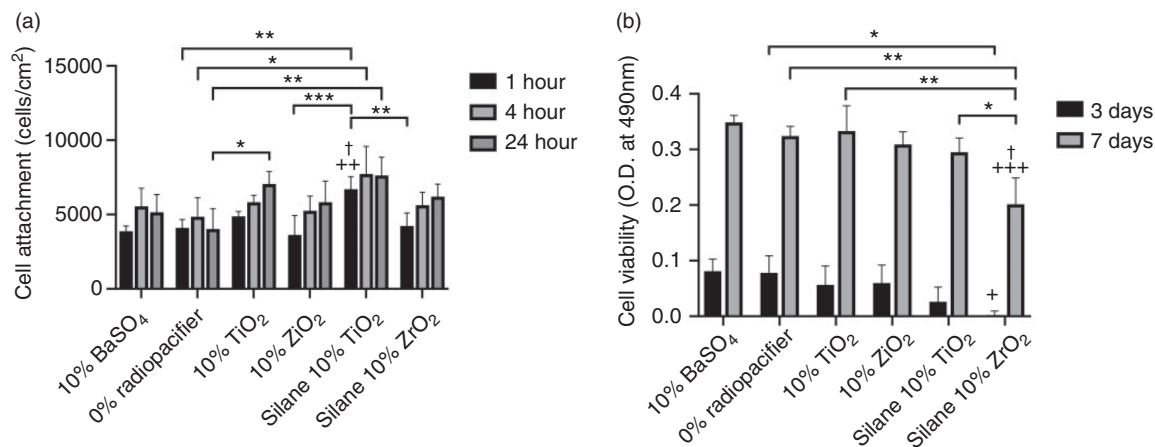 (a)
**
*
**
***
**
*
†
++
Cell attachment (cells/cm²)
15000
10000
5000
0
10% BaSO₄
0% radiopacifier
10% TiO₂
10% ZiO₂
Silane 10% TiO₂
Silane 10% ZrO₂
1 hour
4 hour
24 hour
(b)
*
**
**
*
†
+++
+
Cell viability (O.D. at 490nm)
0.4
0.3
0.2
0.1
0.0
10% BaSO₄
0% radiopacifier
10% TiO₂
10% ZiO₂
Silane 10% TiO₂
Silane 10% ZrO₂
3 days
7 days